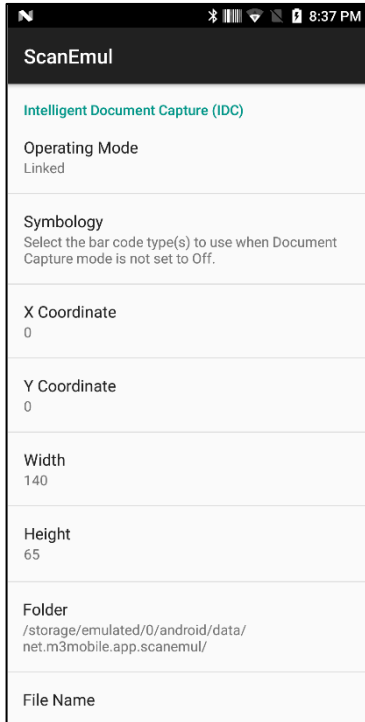 8:37 PM
ScanEmul
Intelligent Document Capture (IDC)
Operating Mode
Linked
Symbology
Select the bar code type(s) to use when Document
Capture mode is not set to Off.
X Coordinate
0
Y Coordinate
0
Width
140
Height
65
Folder
/storage/emulated/0/android/data/
net.m3mobile.app.scanemul/
File Name